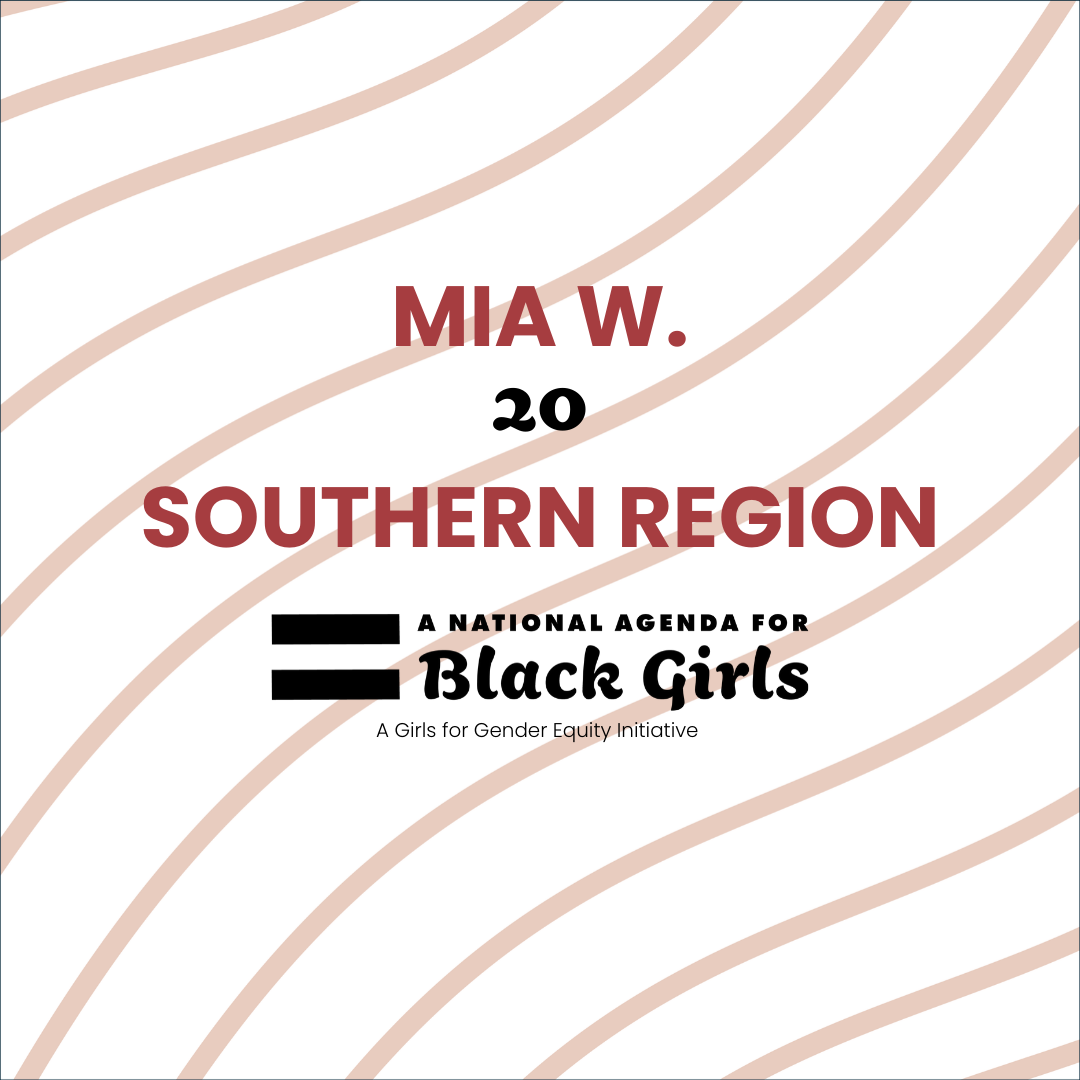 MIA W.
20
SOUTHERN REGION
A NATIONAL AGENDA FOR
Black Girls
A Girls for Gender Equity Initiative